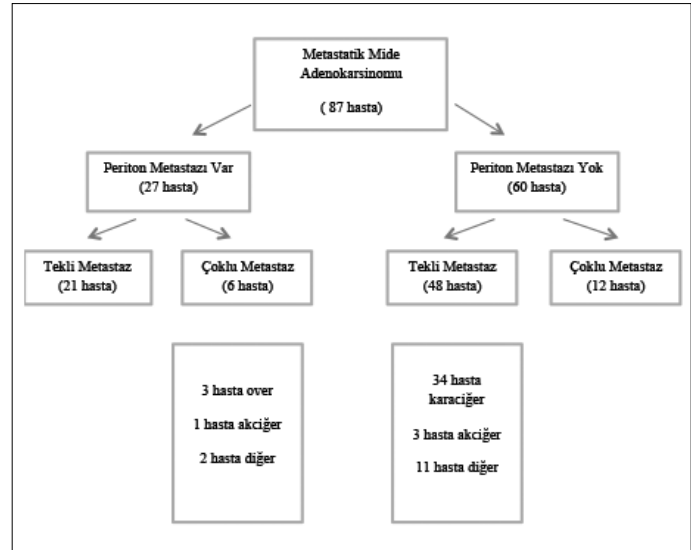 Metastatik Mide
Adenokarsinomu
( 87 hasta)
Periton Metastazı Var
(27 hasta)
Periton Metastazı Yok
(60 hasta)
Tekli Metastaz
(21 hasta)
Çoklu Metastaz
(6 hasta)
Tekli Metastaz
(48 hasta)
Çoklu Metastaz
(12 hasta)
3 hasta over
1 hasta akciğer
2 hasta diğer
34 hasta
karaciğer
3 hasta akciğer
11 hasta diğer